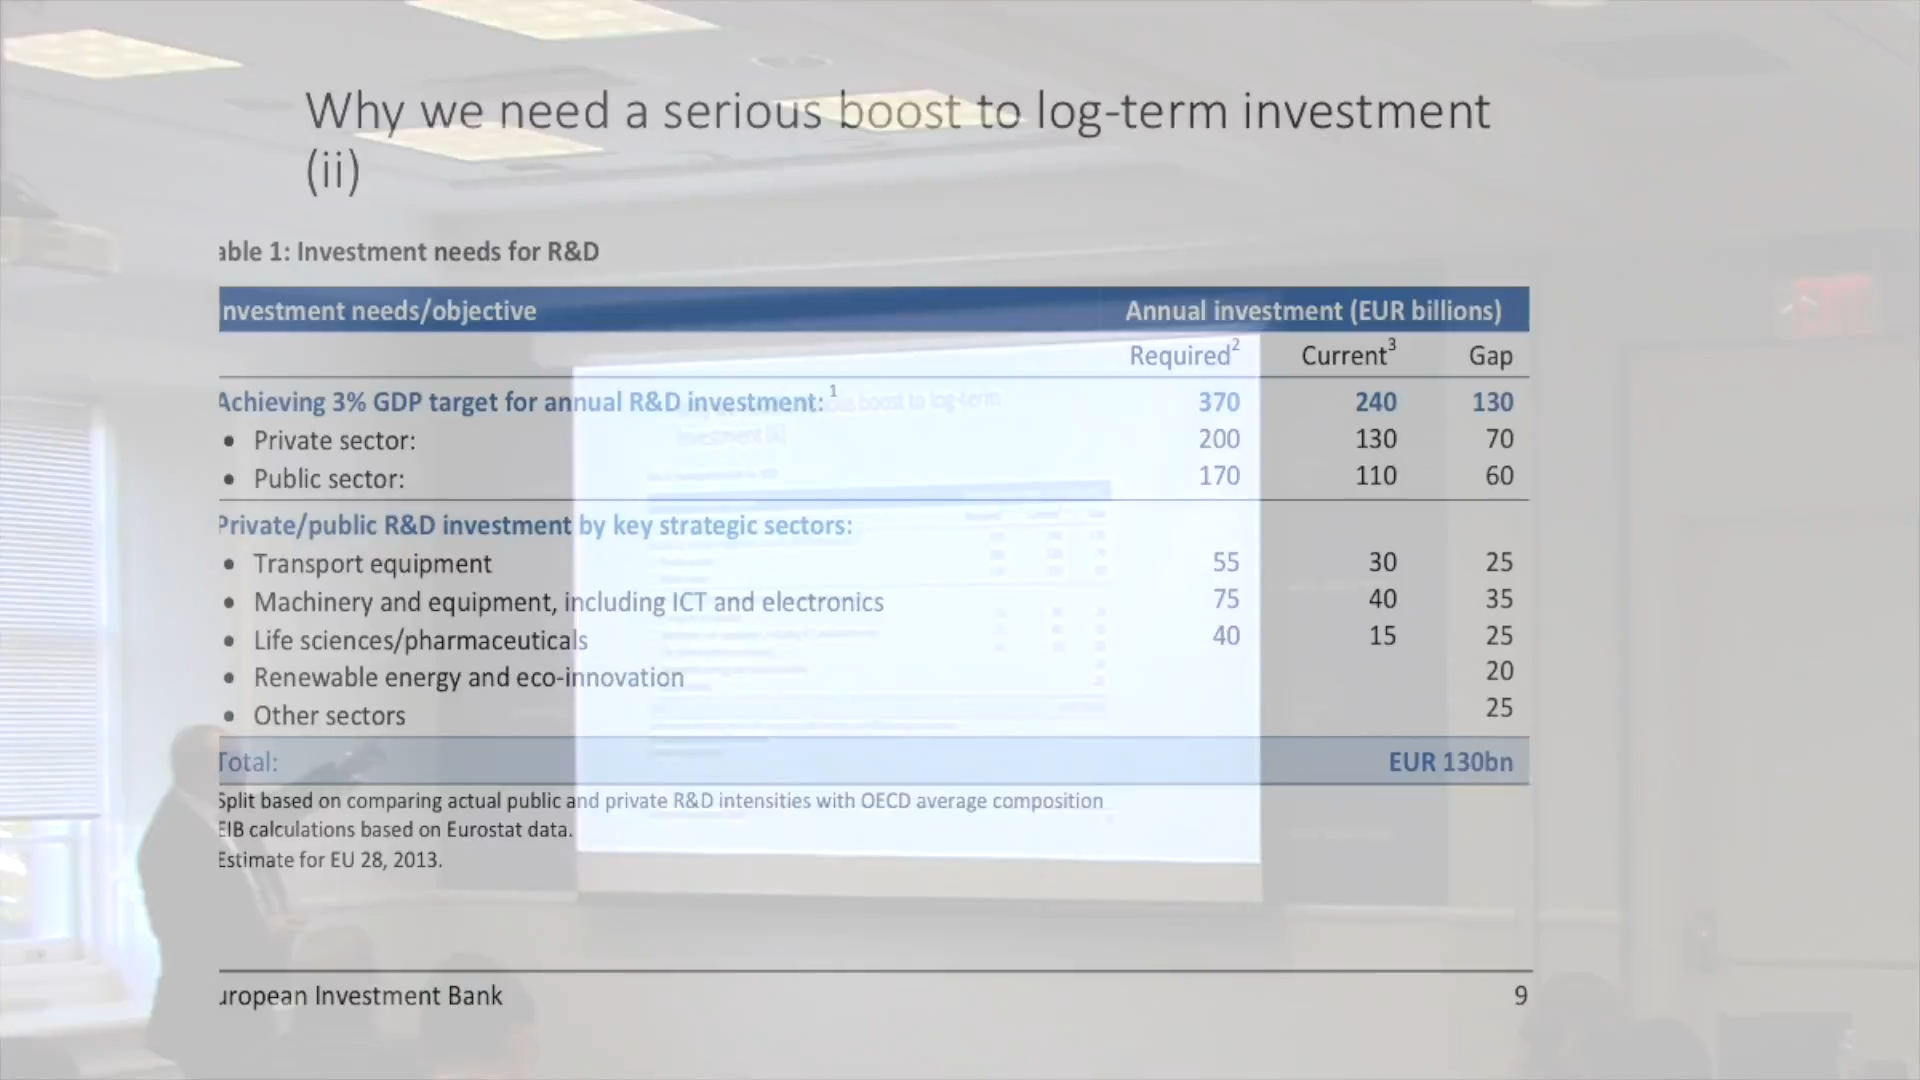 Why we need a serious boost to log-term investment
(ii)
able 1: Investment needs for R&D
nvestment needs/objective Annual investment (EUR billions)
Required2 Current3 Gap
Achieving 3% GDP target for annual R&D investment: 1 370 240 130
• Private sector: 200 130 70
• Public sector: 170 110 60
Private/public R&D investment by key strategic sectors:
• Transport equipment 55 30 25
• Machinery and equipment, including ICT and electronics 75 40 35
• Life sciences/pharmaceuticals 40 15 25
• Renewable energy and eco-innovation 20
• Other sectors 25
Total: EUR 130bn
Split based on comparing actual public and private R&D intensities with OECD average composition
EIB calculations based on Eurostat data.
Estimate for EU 28, 2013.
uropean Investment Bank 9
boost to log-term
investment (ii)